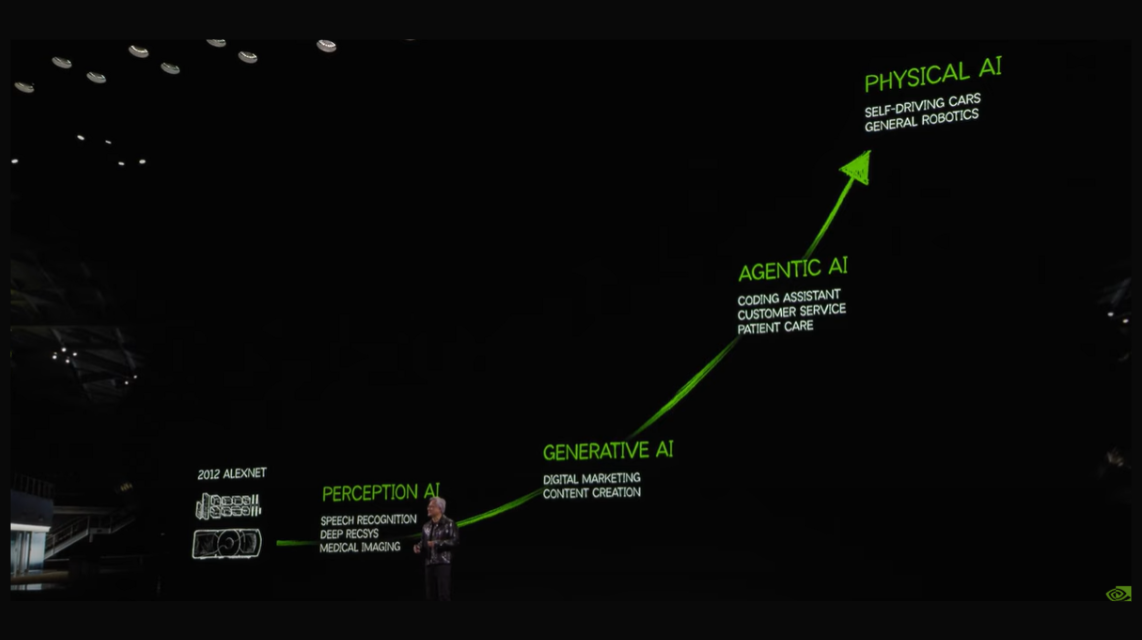 PHYSICAL AI
SELF-DRIVING CARS
GENERAL ROBOTICS
AGENTIC AI
CODING ASSISTANT
CUSTOMER SERVICE
PATIENT CARE
GENERATIVE AI
DIGITAL MARKETING
CONTENT CREATION
2012 ALEXNET
PERCEPTION AI
SPEECH RECOGNITION
DEEP RECSYS
MEDICAL IMAGING